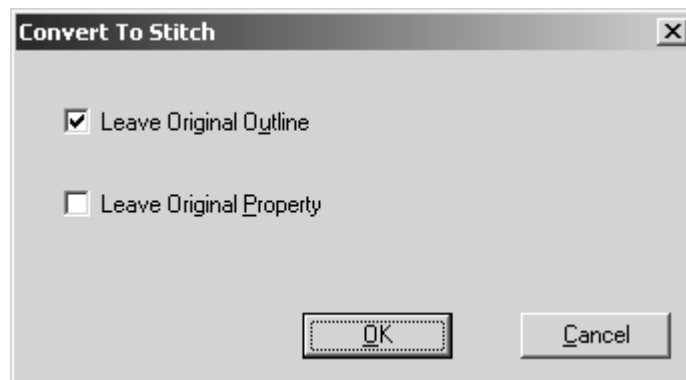 Convert To Stitch
Leave Original Outline
Leave Original Property
OK Cancel